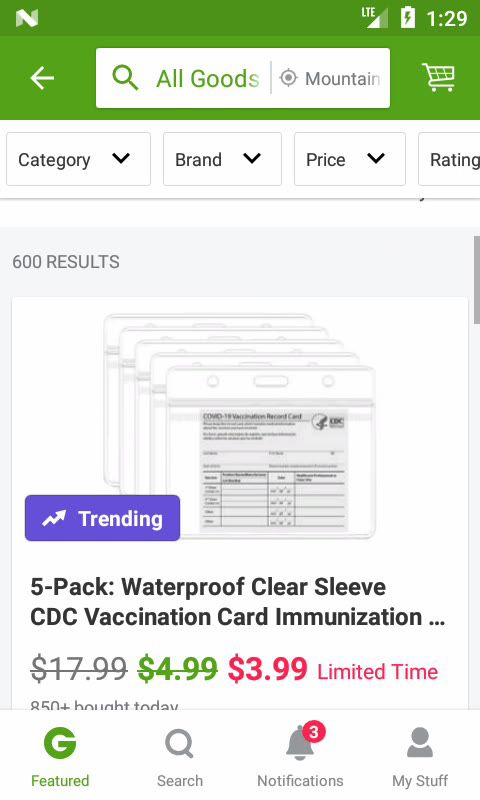 LTE 1:29
All Goods Mountain
Category Brand Price Rating
600 RESULTS
COVID-19 Vaccination Record Card
CDC
Trending
5-Pack: Waterproof Clear Sleeve
CDC Vaccination Card Immunization ...
$17.99 $4.99 $3.99 Limited Time
850+ bought today
3
Featured Search Notifications My Stuff